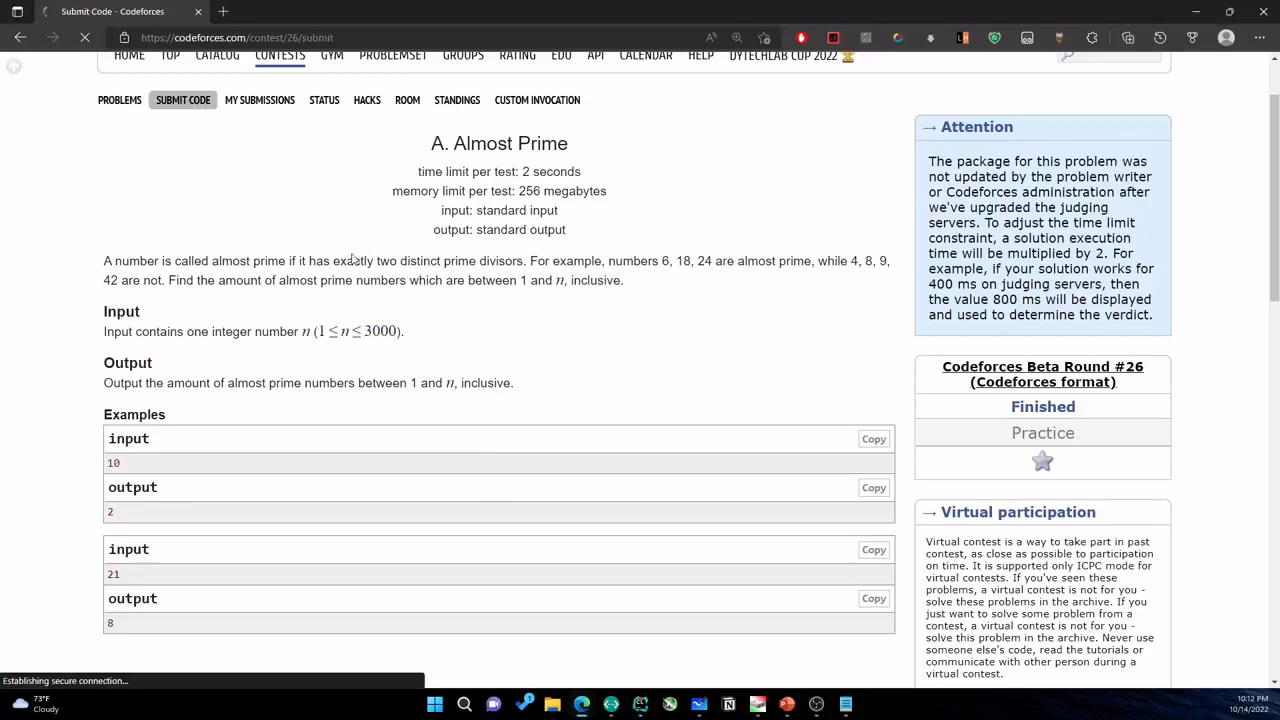 Submit Code - Codeforces
https://codeforces.com/contest/26/submit
HOME TOP CATALOG CONTESTS GYM PROBLEMSET GROUPS RATING EDU API CALENDAR HELP DYTECHLAB CUP 2022
PROBLEMS SUBMIT CODE MY SUBMISSIONS STATUS HACKS ROOM STANDINGS CUSTOM INVOCATION
A. Almost Prime
time limit per test: 2 seconds
memory limit per test: 256 megabytes
input: standard input
output: standard output
A number is called almost prime if it has exactly two distinct prime divisors. For example, numbers 6, 18, 24 are almost prime, while 4, 8, 9,
42 are not. Find the amount of almost prime numbers which are between 1 and n, inclusive.
Input
Input contains one integer number n (1 ≤ n ≤ 3000).
Output
Output the amount of almost prime numbers between 1 and n, inclusive.
Examples
input
Copy
10
output
Copy
2
input
Copy
21
output
Copy
8
→ Attention
The package for this problem was
not updated by the problem writer
or Codeforces administration after
we've upgraded the judging
servers. To adjust the time limit
constraint, a solution execution
time will be multiplied by 2. For
example, if your solution works for
400 ms on judging servers, then
the value 800 ms will be displayed
and used to determine the verdict.
Codeforces Beta Round #26
(Codeforces format)
Finished
Practice
→ Virtual participation
Virtual contest is a way to take part in past
contest, as close as possible to participation
on time. It is supported only ICPC mode for
virtual contests. If you've seen these
problems, a virtual contest is not for you -
solve these problems in the archive. If you
just want to solve some problem from a
contest, a virtual contest is not for you -
solve this problem in the archive. Never use
someone else's code, read the tutorials or
communicate with other person during a
virtual contest.
Establishing secure connection...
73°F
Cloudy
10:12 PM
10/14/2022